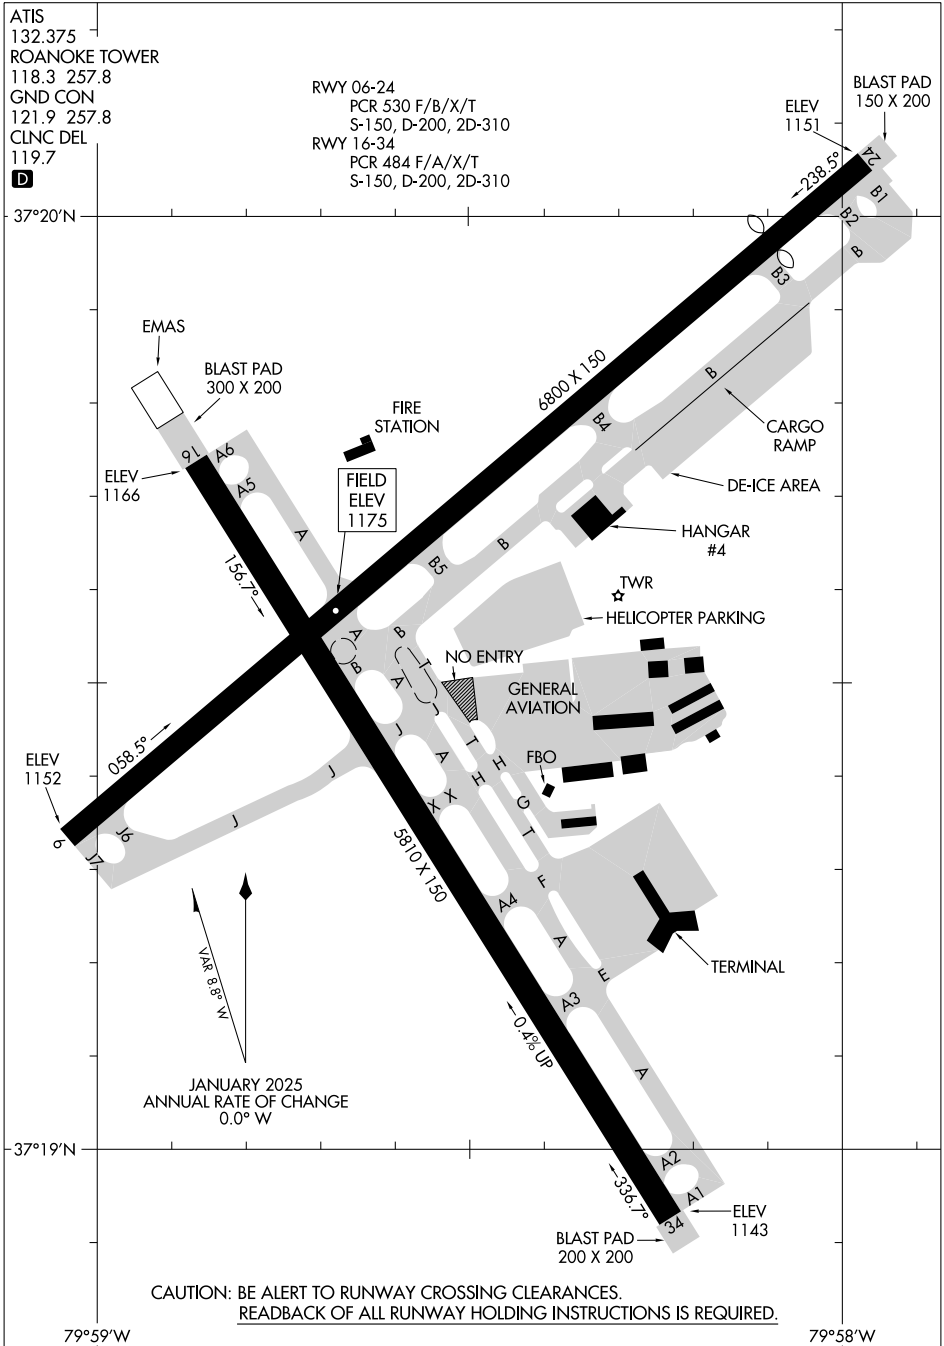 ATIS
132.375
ROANOKE TOWER
118.3 257.8
GND CON
121.9 257.8
CLNC DEL
119.7
D
RWY 06-24
PCR 530 F/B/X/T
S-150, D-200, 2D-310
RWY 16-34
PCR 484 F/A/X/T
S-150, D-200, 2D-310
BLAST PAD
150 X 200
ELEV
1151
24
238.5°
B1
B2
B
B3
37°20'N
EMAS
BLAST PAD
300 X 200
6800 X 150
B
FIRE
STATION
B4
CARGO
RAMP
16
A6
ELEV
1166
A5
FIELD
ELEV
1175
DE-ICE AREA
A
HANGAR
#4
B
B5
156.7°
TWR
HELICOPTER PARKING
A
B
B
T
NO ENTRY
A
GENERAL
AVIATION
J
J
T
058.5°
J
A
H
H
FBO
ELEV
1152
X
X
G
T
6
J6
J7
J
5810 X 150
F
A4
A
E
TERMINAL
VAR 8.8° W
A3
0.4% UP
A
JANUARY 2025
ANNUAL RATE OF CHANGE
0.0° W
37°19'N
A2
A1
336.7°
34
ELEV
1143
BLAST PAD
200 X 200
CAUTION: BE ALERT TO RUNWAY CROSSING CLEARANCES.
READBACK OF ALL RUNWAY HOLDING INSTRUCTIONS IS REQUIRED.
79°59'W
79°58'W